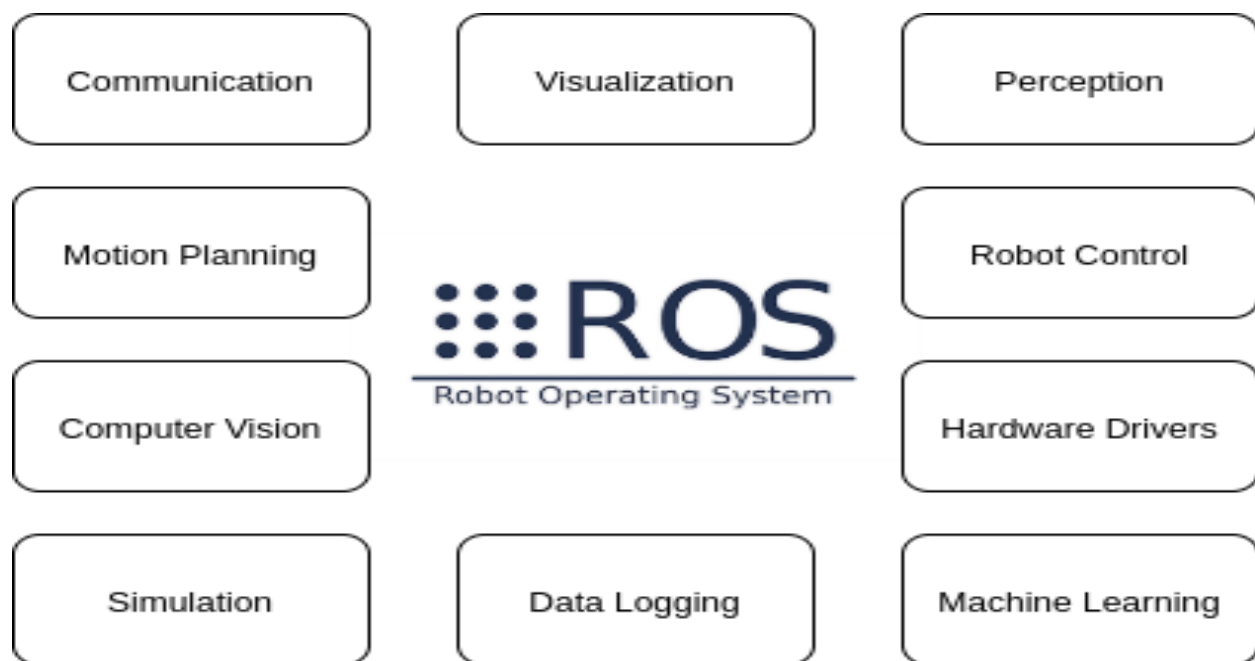 Communication
Visualization
Perception
Motion Planning
Robot Control
ROS
Robot Operating System
Computer Vision
Hardware Drivers
Simulation
Data Logging
Machine Learning